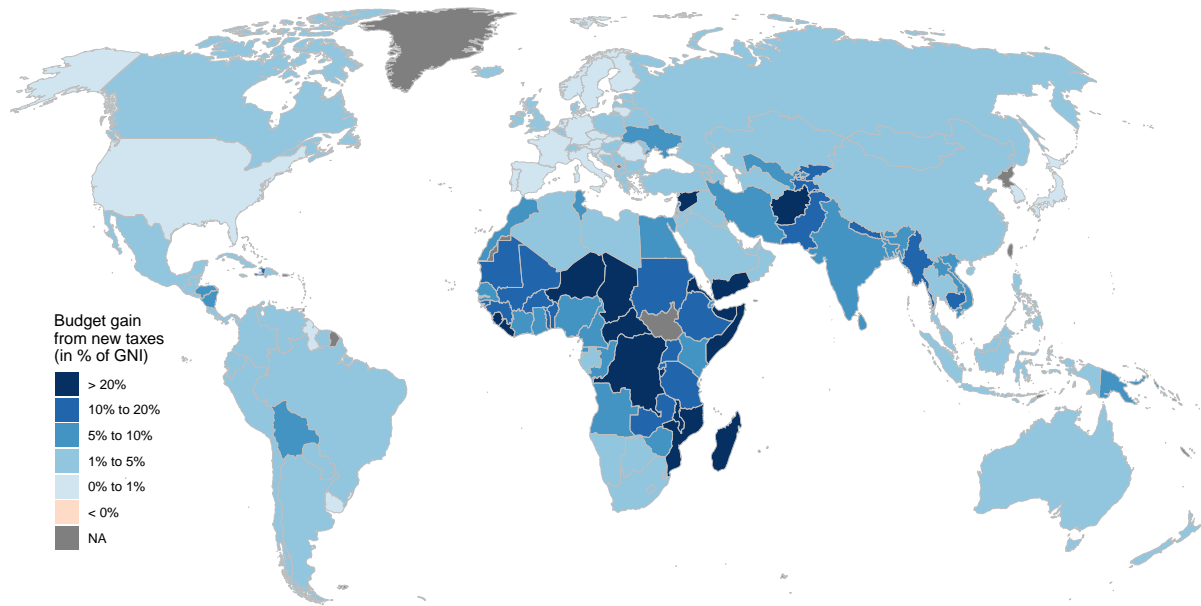 Budget gain
from new taxes
(in % of GNI)
> 20%
10% to 20%
5% to 10%
1% to 5%
0% to 1%
< 0%
NA